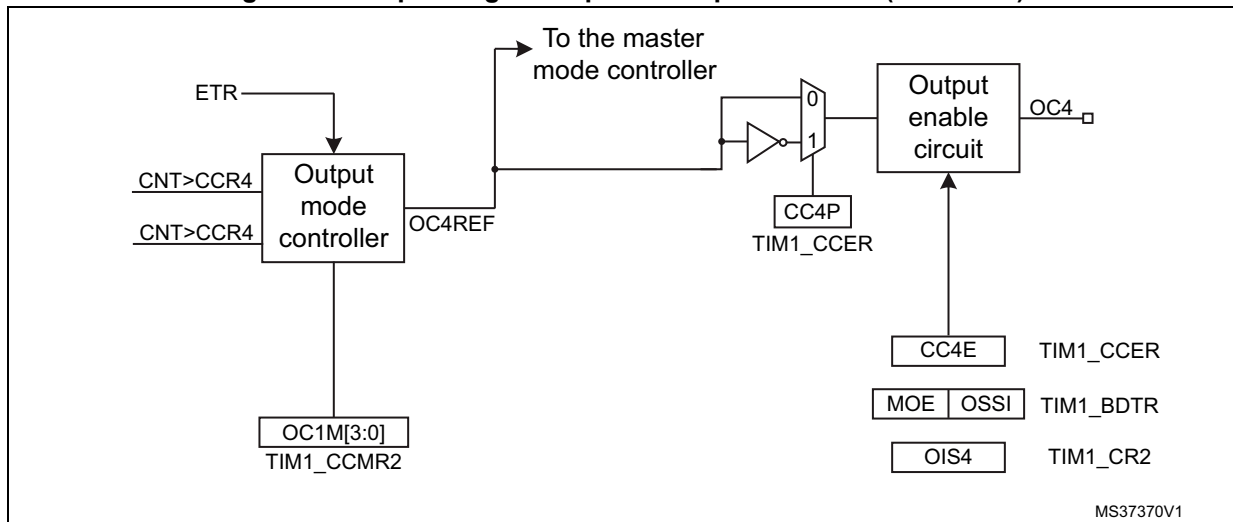 To the master
mode controller
ETR
0
1
Output
enable
circuit
OC4
CNT>CCR4
CNT>CCR4
Output
mode
controller
OC4REF
CC4P
TIM1_CCER
CC4E
TIM1_CCER
MOE
OSSI
TIM1_BDTR
OC1M[3:0]
TIM1_CCMR2
OIS4
TIM1_CR2
MS37370V1